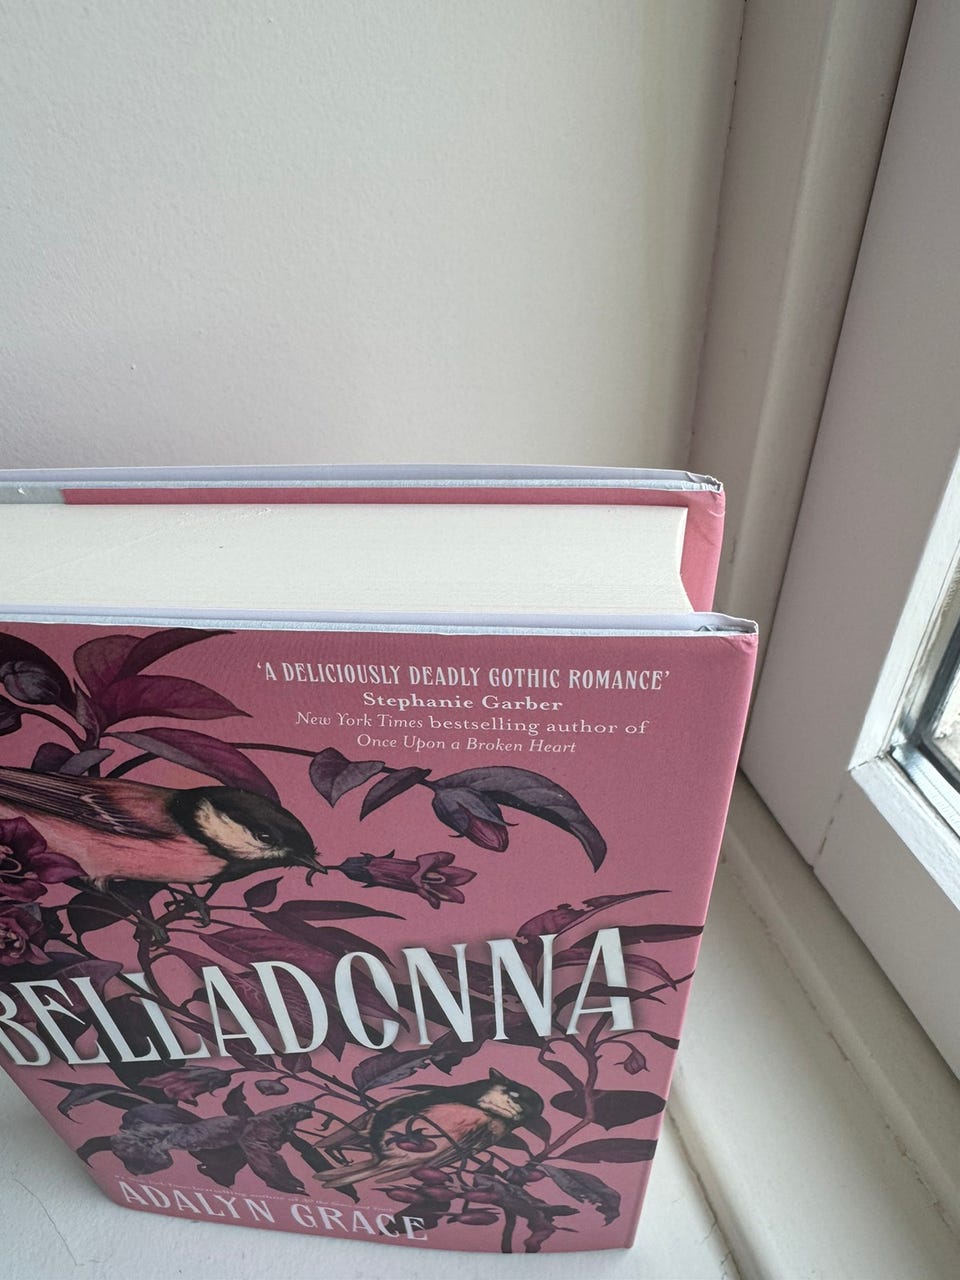 ‘A DELICIOUSLY DEADLY GOTHIC ROMANCE’
Stephanie Garber
New York Times bestselling author of
Once Upon a Broken Heart
BELLADONNA
ADALYN GRACE